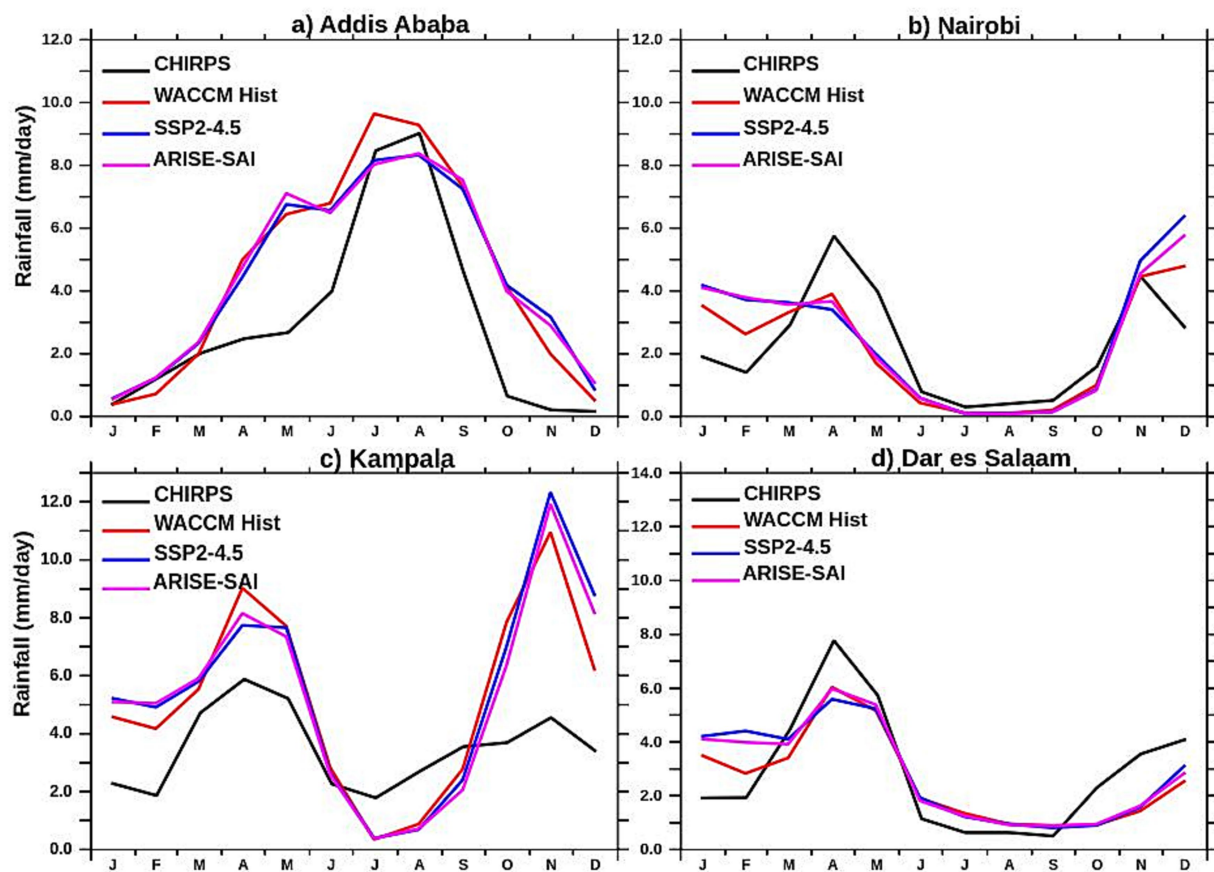 a) Addis Ababa
12.0
10.0
8.0
6.0
4.0
2.0
0.0
Rainfall (mm/day)
CHIRPS
WACCM Hist
SSP2-4.5
ARISE-SAI
J F M A M J J A S O N D
b) Nairobi
12.0
10.0
8.0
6.0
4.0
2.0
0.0
CHIRPS
WACCM Hist
SSP2-4.5
ARISE-SAI
J F M A M J J A S O N D
c) Kampala
12.0
10.0
8.0
6.0
4.0
2.0
0.0
Rainfall (mm/day)
CHIRPS
WACCM Hist
SSP2-4.5
ARISE-SAI
J F M A M J J A S O N D
d) Dar es Salaam
14.0
12.0
10.0
8.0
6.0
4.0
2.0
0.0
CHIRPS
WACCM Hist
SSP2-4.5
ARISE-SAI
J F M A M J J A S O N D